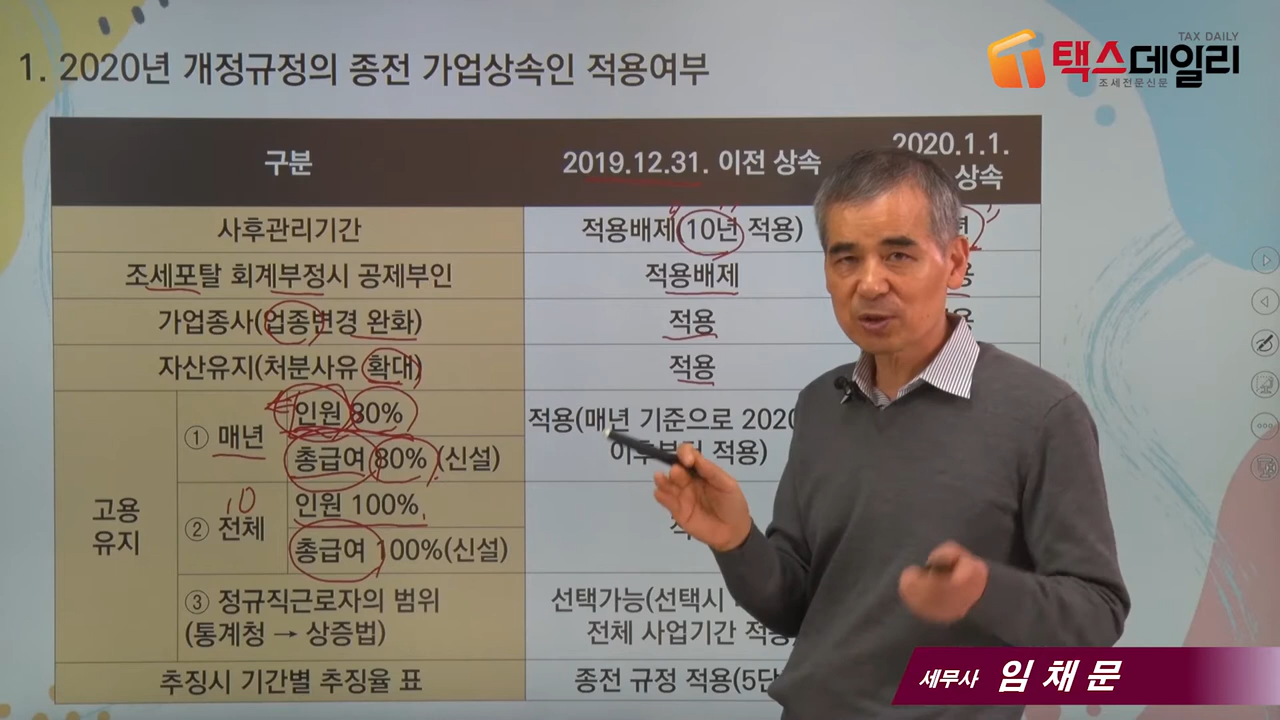 1. 2020년 개정규정의 종전 가업상속인 적용여부
TAX DAILY
택스데일리
조세전문신문
구분
2019.12.31. 이전 상속
2020.1.1.
상속
사후관리기간
적용배제(10년 적용)
년
조세포탈 회계부정시 공제부인
적용배제
용
가업종사(업종변경 완화)
적용
용
자산유지(처분사유 확대)
적용
고용
유지
① 매년
인원 80%
총급여 80% (신설)
적용(매년 기준으로 2020
이후부터 적용)
10
② 전체
인원 100%
총급여 100%(신설)
③ 정규직근로자의 범위
(통계청 → 상증법)
선택가능(선택시
전체 사업기간 적용)
추징시 기간별 추징율 표
종전 규정 적용(5단
세무사 임채문